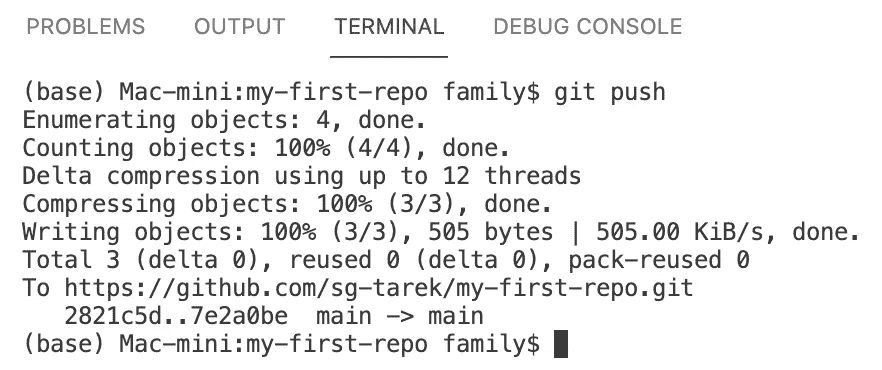 PROBLEMS OUTPUT TERMINAL DEBUG CONSOLE
(base) Mac-mini:my-first-repo family$ git push
Enumerating objects: 4, done.
Counting objects: 100% (4/4), done.
Delta compression using up to 12 threads
Compressing objects: 100% (3/3), done.
Writing objects: 100% (3/3), 505 bytes | 505.00 KiB/s, done.
Total 3 (delta 0), reused 0 (delta 0), pack-reused 0
To https://github.com/sg-tarek/my-first-repo.git
   2821c5d..7e2a0be  main -> main
(base) Mac-mini:my-first-repo family$